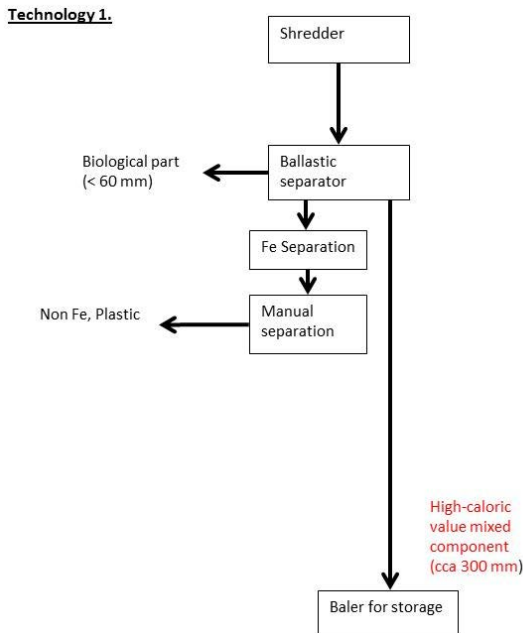 Technology 1.
Shredder
Biological part
(< 60 mm)
Ballastic
separator
Fe Separation
Non Fe, Plastic
Manual
separation
High-caloric
value mixed
component
(cca 300 mm)
Baler for storage